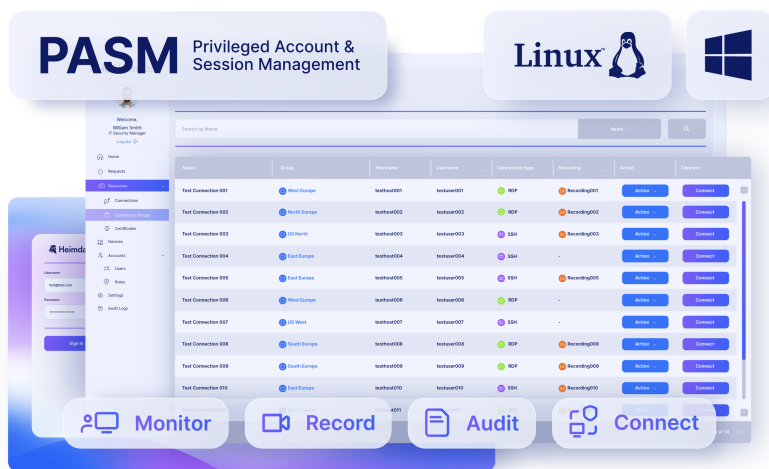 PASM
Privileged Account &
Session Management
Linux™
Welcome,
William Smith
IT Security Manager
Log out
Home
Requests
Resources
Connections
Connection Groups
Certificates
Devices
Accounts
Users
Roles
Settings
Audit Logs
Heimda
Username
test@test.com
Password
************
Sign in
Search by Name
Name
Name Group Hostname Username Connection type Recording Action Connect
Test Connection 001 West Europe testhost001 testuser001 RDP Recording001 Action Connect
Test Connection 002 North Europe testhost002 testuser002 RDP Recording002 Action Connect
Test Connection 003 US North testhost003 testuser003 SSH Recording003 Action Connect
Test Connection 004 East Europe testhost004 testuser004 SSH - Action Connect
Test Connection 005 East Europe testhost005 testuser005 SSH Recording005 Action Connect
Test Connection 006 West Europe testhost006 testuser006 RDP - Action Connect
Test Connection 007 US West testhost007 testuser007 SSH - Action Connect
Test Connection 008 South Europe testhost008 testuser008 RDP Recording008 Action Connect
Test Connection 009 South Europe testhost009 testuser009 RDP Recording009 Action Connect
Test Connection 010 East Europe testhost010 testuser010 SSH Recording010 Action Connect
Monitor
Record
Audit
Connect
of 14